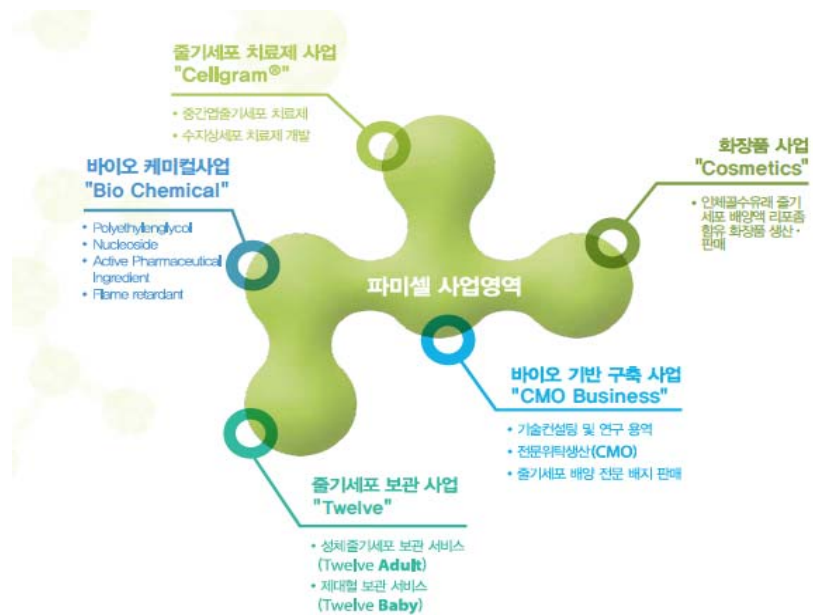 줄기세포 치료제 사업
"Cellgram®"
• 중간엽줄기세포 치료제
• 수지상세포 치료제 개발
바이오 케미컬사업
"Bio Chemical"
• Polyethylenglycol
• Nucleoside
• Active Pharmaceutical
Ingredient
• Flame retardant
화장품 사업
"Cosmetics"
• 인체골수유래 줄기
세포 배양액 리포좀
함유 화장품 생산·
판매
파미셀 사업영역
바이오 기반 구축 사업
"CMO Business"
• 기술컨설팅 및 연구 용역
• 전문위탁생산(CMO)
• 줄기세포 배양 전문 배지 판매
줄기세포 보관 사업
"Twelve"
• 성체줄기세포 보관 서비스
(Twelve Adult)
• 제대혈 보관 서비스
(Twelve Baby)